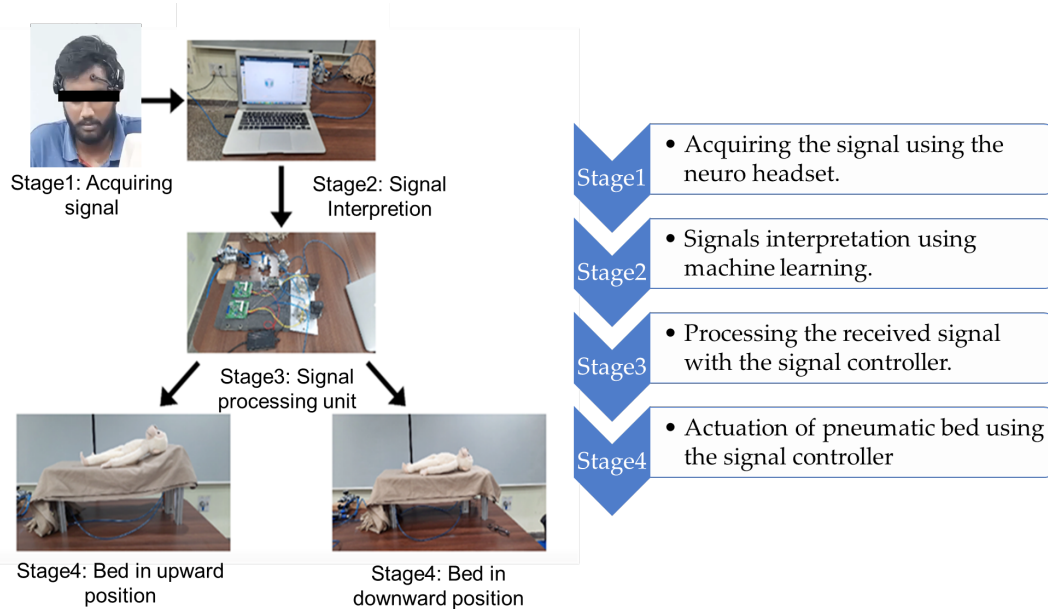 Stage1: Acquiring
signal
Stage2: Signal
Interpretion
Stage3: Signal
processing unit
Stage4: Bed in upward
position
Stage4: Bed in
downward position
Stage1
• Acquiring the signal using the
neuro headset.
Stage2
• Signals interpretation using
machine learning.
Stage3
• Processing the received signal
with the signal controller.
Stage4
• Actuation of pneumatic bed using
the signal controller